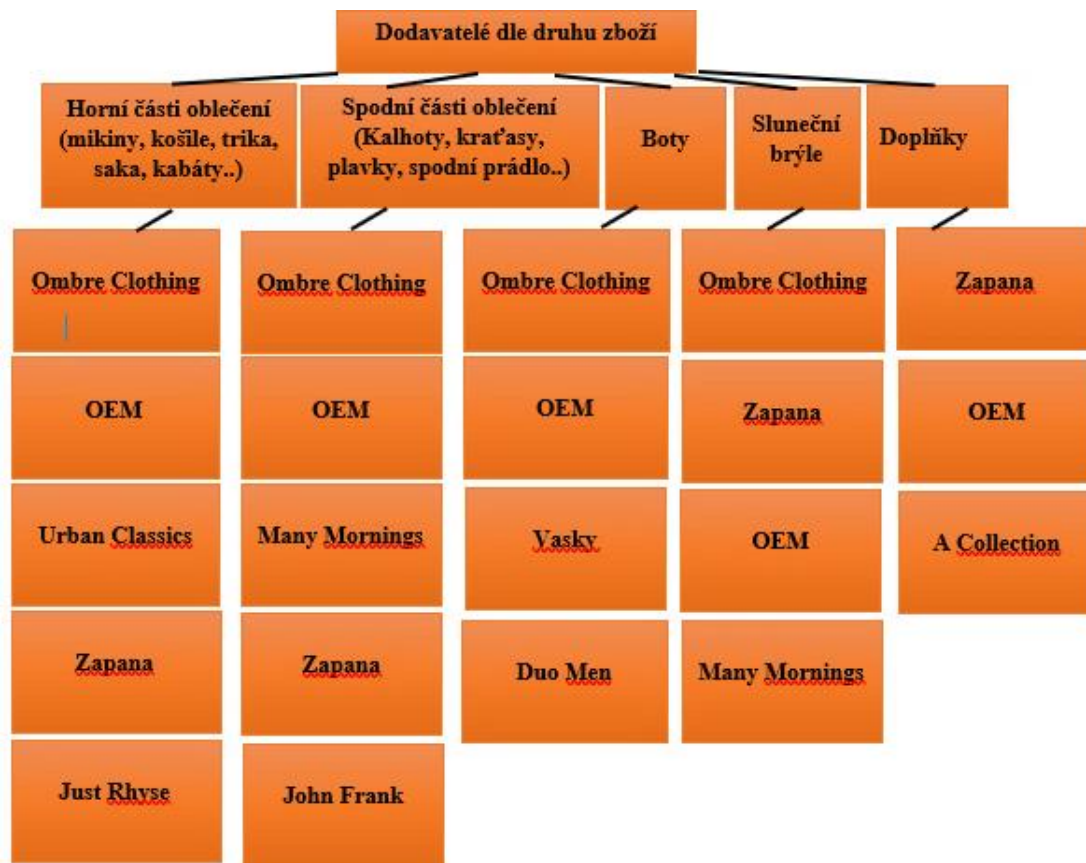 Dodavatelé dle druhu zboží
Horní části oblečení
(mikiny, košile, trika,
saka, kabáty..)
Spodní části oblečení
(Kalhoty, kraťasy,
plavky, spodní prádlo..)
Boty
Sluneční
brýle
Doplňky
Ombre Clothing
Ombre Clothing
Ombre Clothing
Ombre Clothing
Zapana
OEM
OEM
OEM
Zapana
OEM
Urban Classics
Many Mornings
Vasky
OEM
A Collection
Zapana
Zapana
Duo Men
Many Mornings
Just Rhyse
John Frank